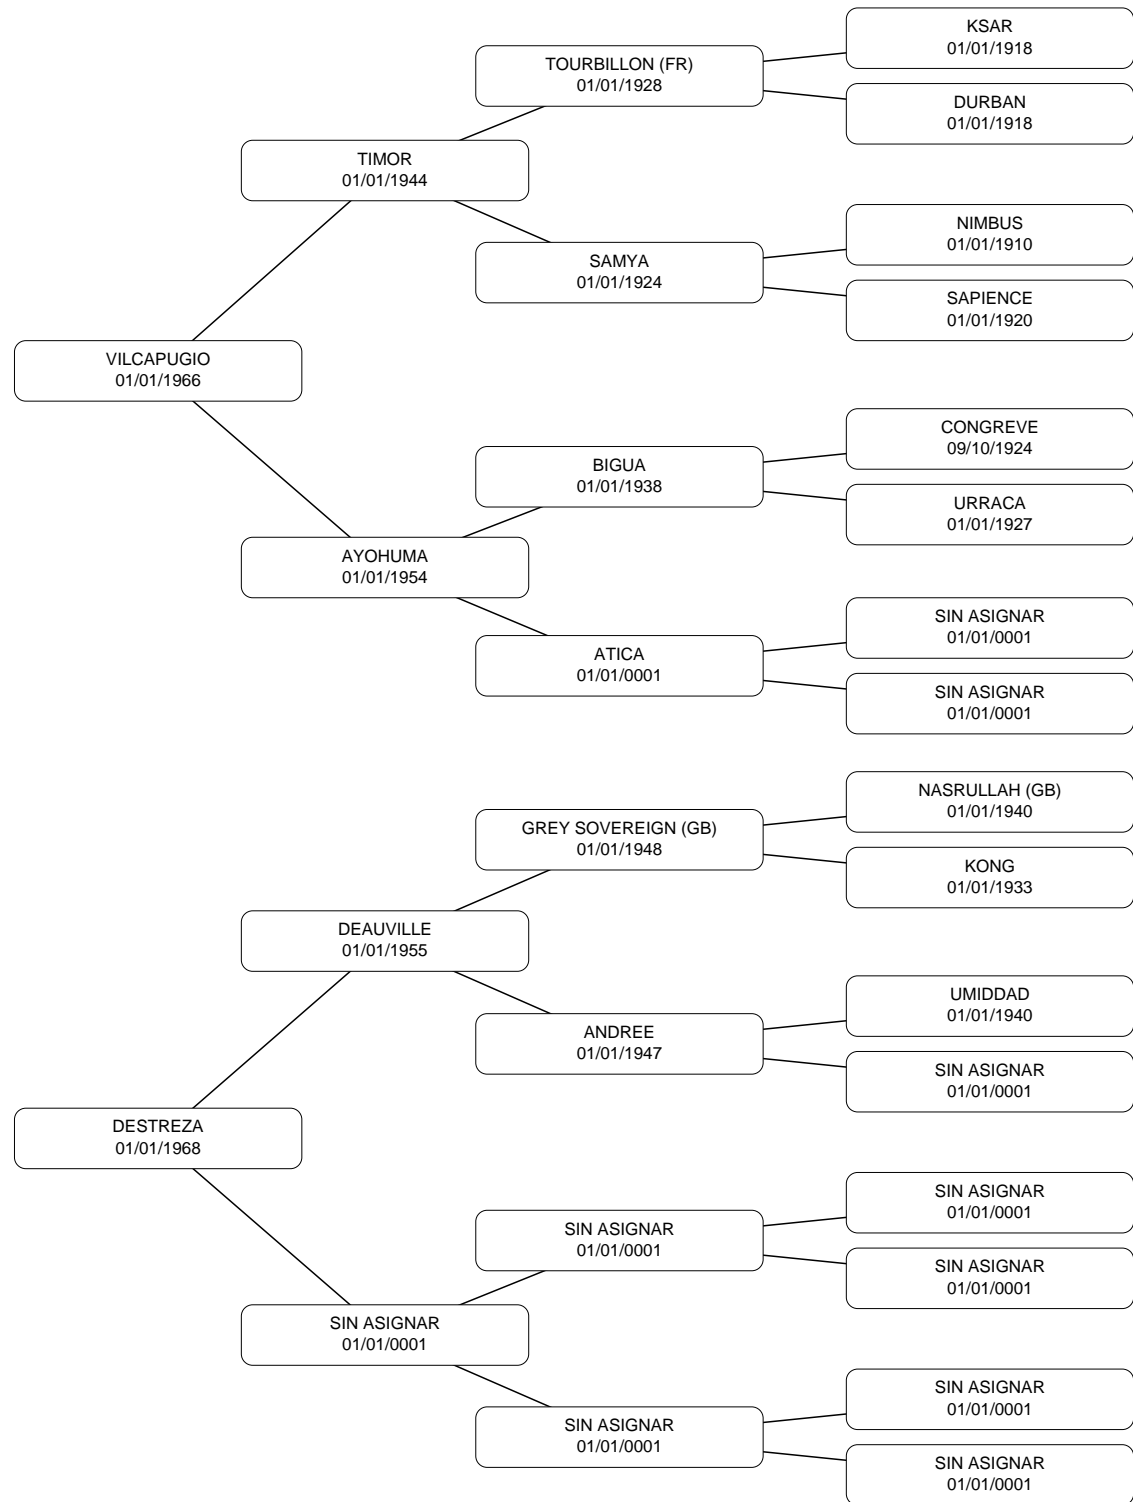 KSAR
01/01/1918
TOURBILLON (FR)
01/01/1928
DURBAN
01/01/1918
TIMOR
01/01/1944
NIMBUS
01/01/1910
SAMYA
01/01/1924
SAPIENCE
01/01/1920
VILCAPUGIO
01/01/1966
CONGREVE
09/10/1924
BIGUA
01/01/1938
URRACA
01/01/1927
AYOHUMA
01/01/1954
SIN ASIGNAR
01/01/0001
ATICA
01/01/0001
SIN ASIGNAR
01/01/0001
NASRULLAH (GB)
01/01/1940
GREY SOVEREIGN (GB)
01/01/1948
KONG
01/01/1933
DEAUVILLE
01/01/1955
UMIDDAD
01/01/1940
ANDREE
01/01/1947
SIN ASIGNAR
01/01/0001
DESTREZA
01/01/1968
SIN ASIGNAR
01/01/0001
SIN ASIGNAR
01/01/0001
SIN ASIGNAR
01/01/0001
SIN ASIGNAR
01/01/0001
SIN ASIGNAR
01/01/0001
SIN ASIGNAR
01/01/0001
SIN ASIGNAR
01/01/0001